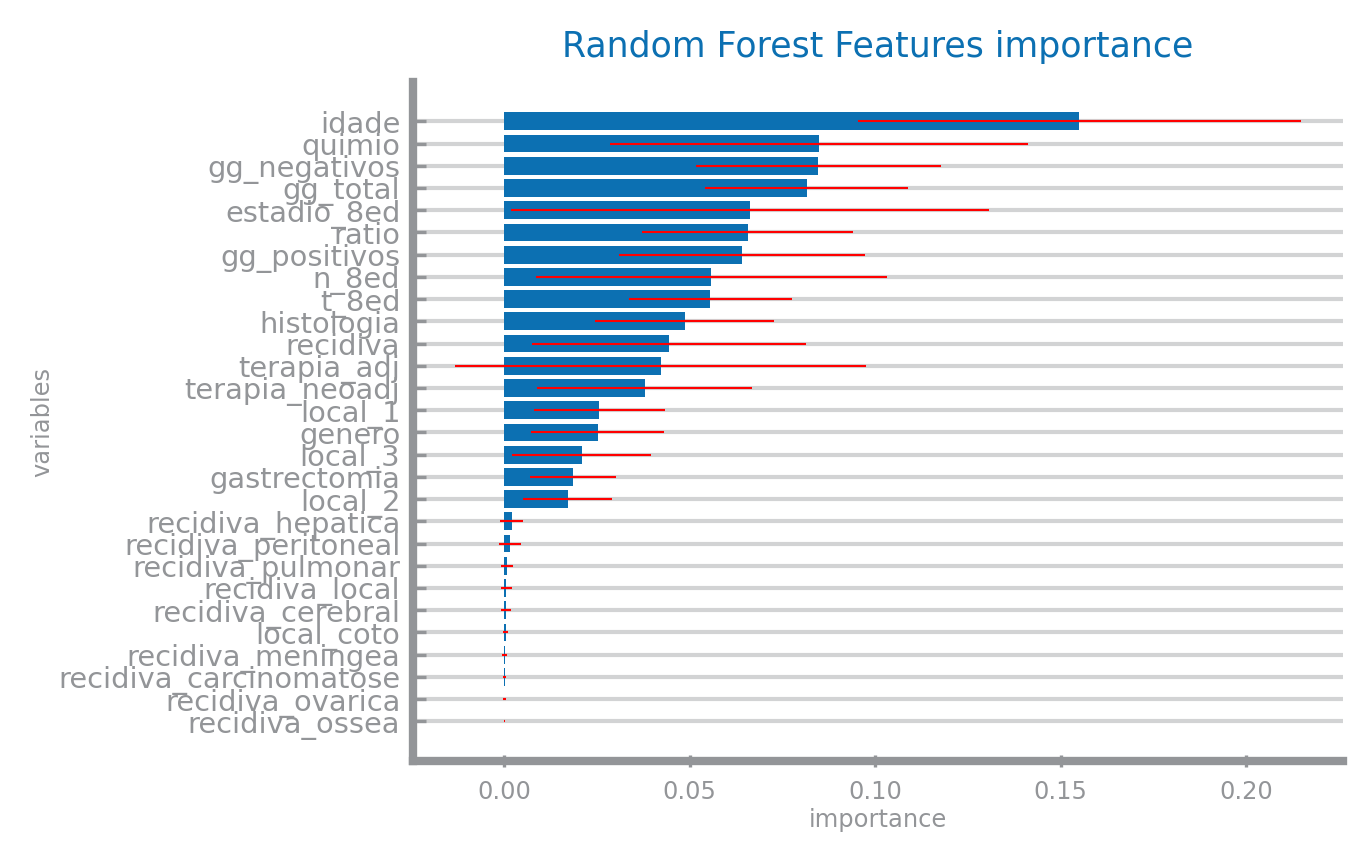 Random Forest Features importance
idade
quimio
gg_negativos
gg_total
estadio_8ed
ratio
gg_positivos
n_8ed
t_8ed
histologia
recidiva
terapia_adj
terapia_neoadj
local_1
genero
local_3
gastrectomia
local_2
recidiva_hepatica
recidiva_peritoneal
recidiva_pulmonar
recidiva_local
recidiva_cerebral
local_coto
recidiva_meningea
recidiva_carcinomatose
recidiva_ovarica
recidiva_ossea
variables
0.00 0.05 0.10 0.15 0.20
importance